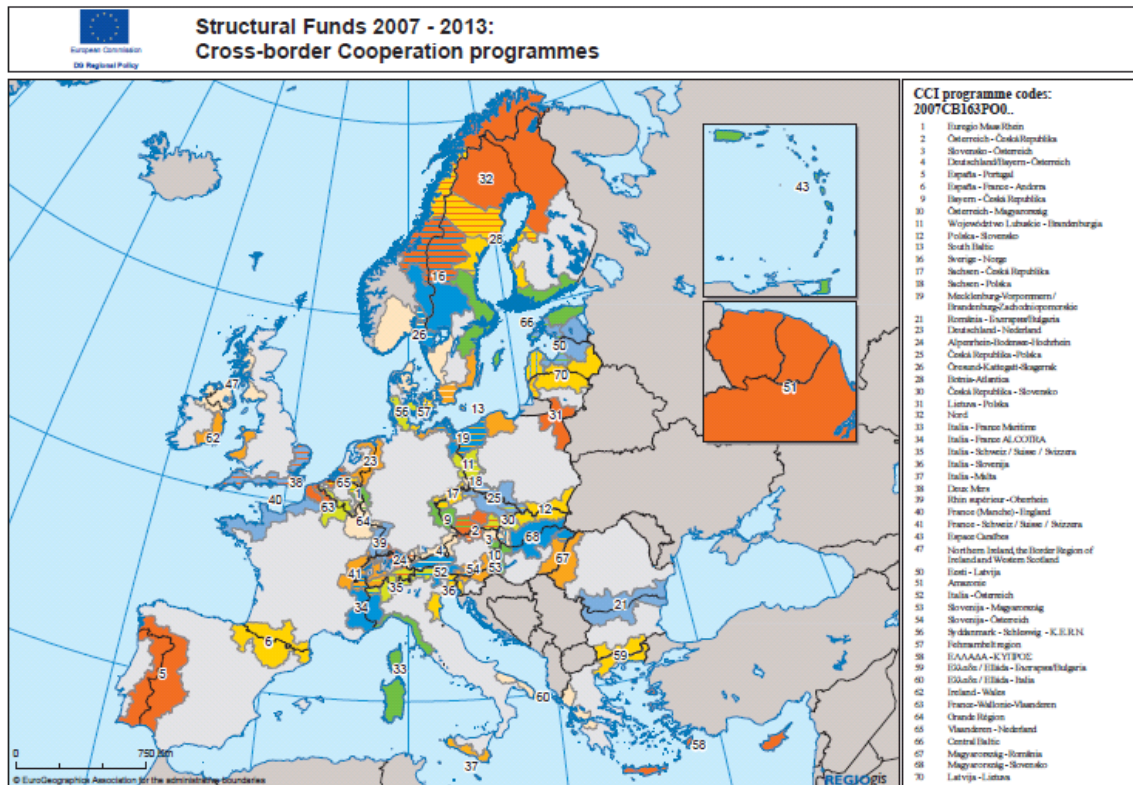 European Commission
DG Regional Policy
Structural Funds 2007 - 2013:
Cross-border Cooperation programmes
CCI programme codes:
2007CB163PO0..
1 Euregio Maas Rhein
2 Österreich - Česká Republika
3 Slovensko - Österreich
4 Deutschland/Bayern - Österreich
5 España - Portugal
6 España - France - Andorra
9 Bayern - Česká Republika
10 Österreich - Magyarország
11 Województwo Lubuskie - Brandenburgia
12 Polska - Slovensko
13 South Baltic
16 Sverige - Norge
17 Sachsen - Česká Republika
18 Sachsen - Polska
19 Mecklenburg-Vorpommern /
Brandenburg-Zachodniopomorskie
21 România - България/Bulgaria
23 Deutschland - Nederland
24 Alpenrhein-Bodensee-Hochrhein
25 Česká Republika - Polska
26 Öresund-Kattegatt-Skagerrak
28 Botnia-Atlantica
30 Česká Republika - Slovensko
31 Lietuva - Polska
32 Nord
33 Italia - France Maritime
34 Italia - France ALCOTRA
35 Italia - Schweiz / Suisse / Svizzera
36 Italia - Slovenija
37 Italia - Malta
38 Deux Mers
39 Rhin supérieur - Oberrhein
40 France (Manche) - England
41 France - Schweiz / Suisse / Svizzera
43 Espace Caraïbes
47 Northern Ireland, the Border Region of
Ireland and Western Scotland
50 Eesti - Latvija
51 Amazonie
52 Italia - Österreich
53 Slovenija - Magyarország
54 Slovenija - Österreich
56 Syddanmark - Schleswig - K.E.R.N.
57 Fehmarnbelt region
58 ΕΛΛΑΔΑ - ΚΥΠΡΟΣ
59 Ελλαδα / Elláda - България/Bulgaria
60 Ελλαδα / Elláda - Italia
62 Ireland - Wales
63 France-Wallonie-Vlaanderen
64 Grande Région
65 Vlaanderen - Nederland
66 Central Baltic
67 Magyarország - România
68 Magyarország - Slovensko
70 Latvija - Lietuva
32
43
28
16
66
26
50
51
47
70
56
57
13
31
62
19
23
11
38
65
18
1
17
40
63
25
12
64
9
30
2
39
3
68
4
10
24
67
41
52
54
53
35
36
34
21
6
59
5
33
60
58
37
0
750 Km
© EuroGeographics Association for the administrative boundaries
REGIOgis